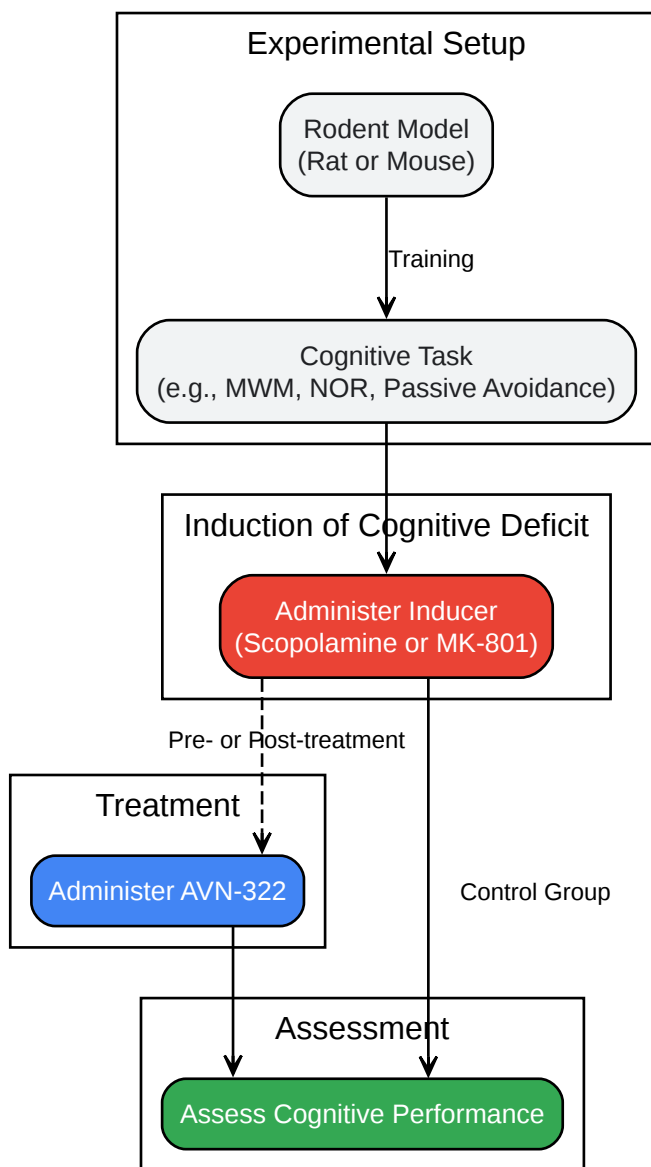 Experimental Setup
Rodent Model
(Rat or Mouse)
Training
Cognitive Task
(e.g., MWM, NOR, Passive Avoidance)
Induction of Cognitive Deficit
Administer Inducer
(Scopolamine or MK-801)
Pre- or Post-treatment
Treatment
Administer AVN-322
Control Group
Assessment
Assess Cognitive Performance